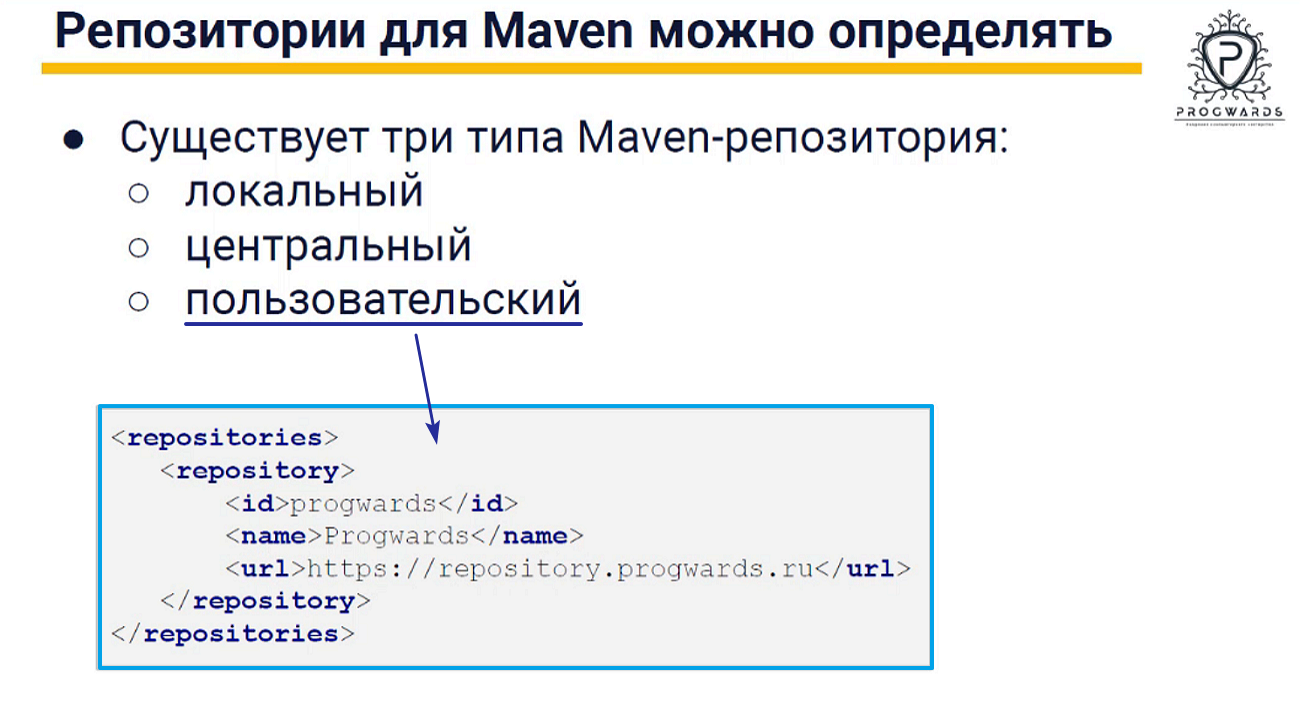 Репозитории для Maven можно определять
PROGWARDS
● Существует три типа Maven-репозитория:
○ локальный
○ центральный
○ пользовательский
<repositories>
<repository>
<id>progwards</id>
<name>Progwards</name>
<url>https://repository.progwards.ru</url>
</repository>
</repositories>